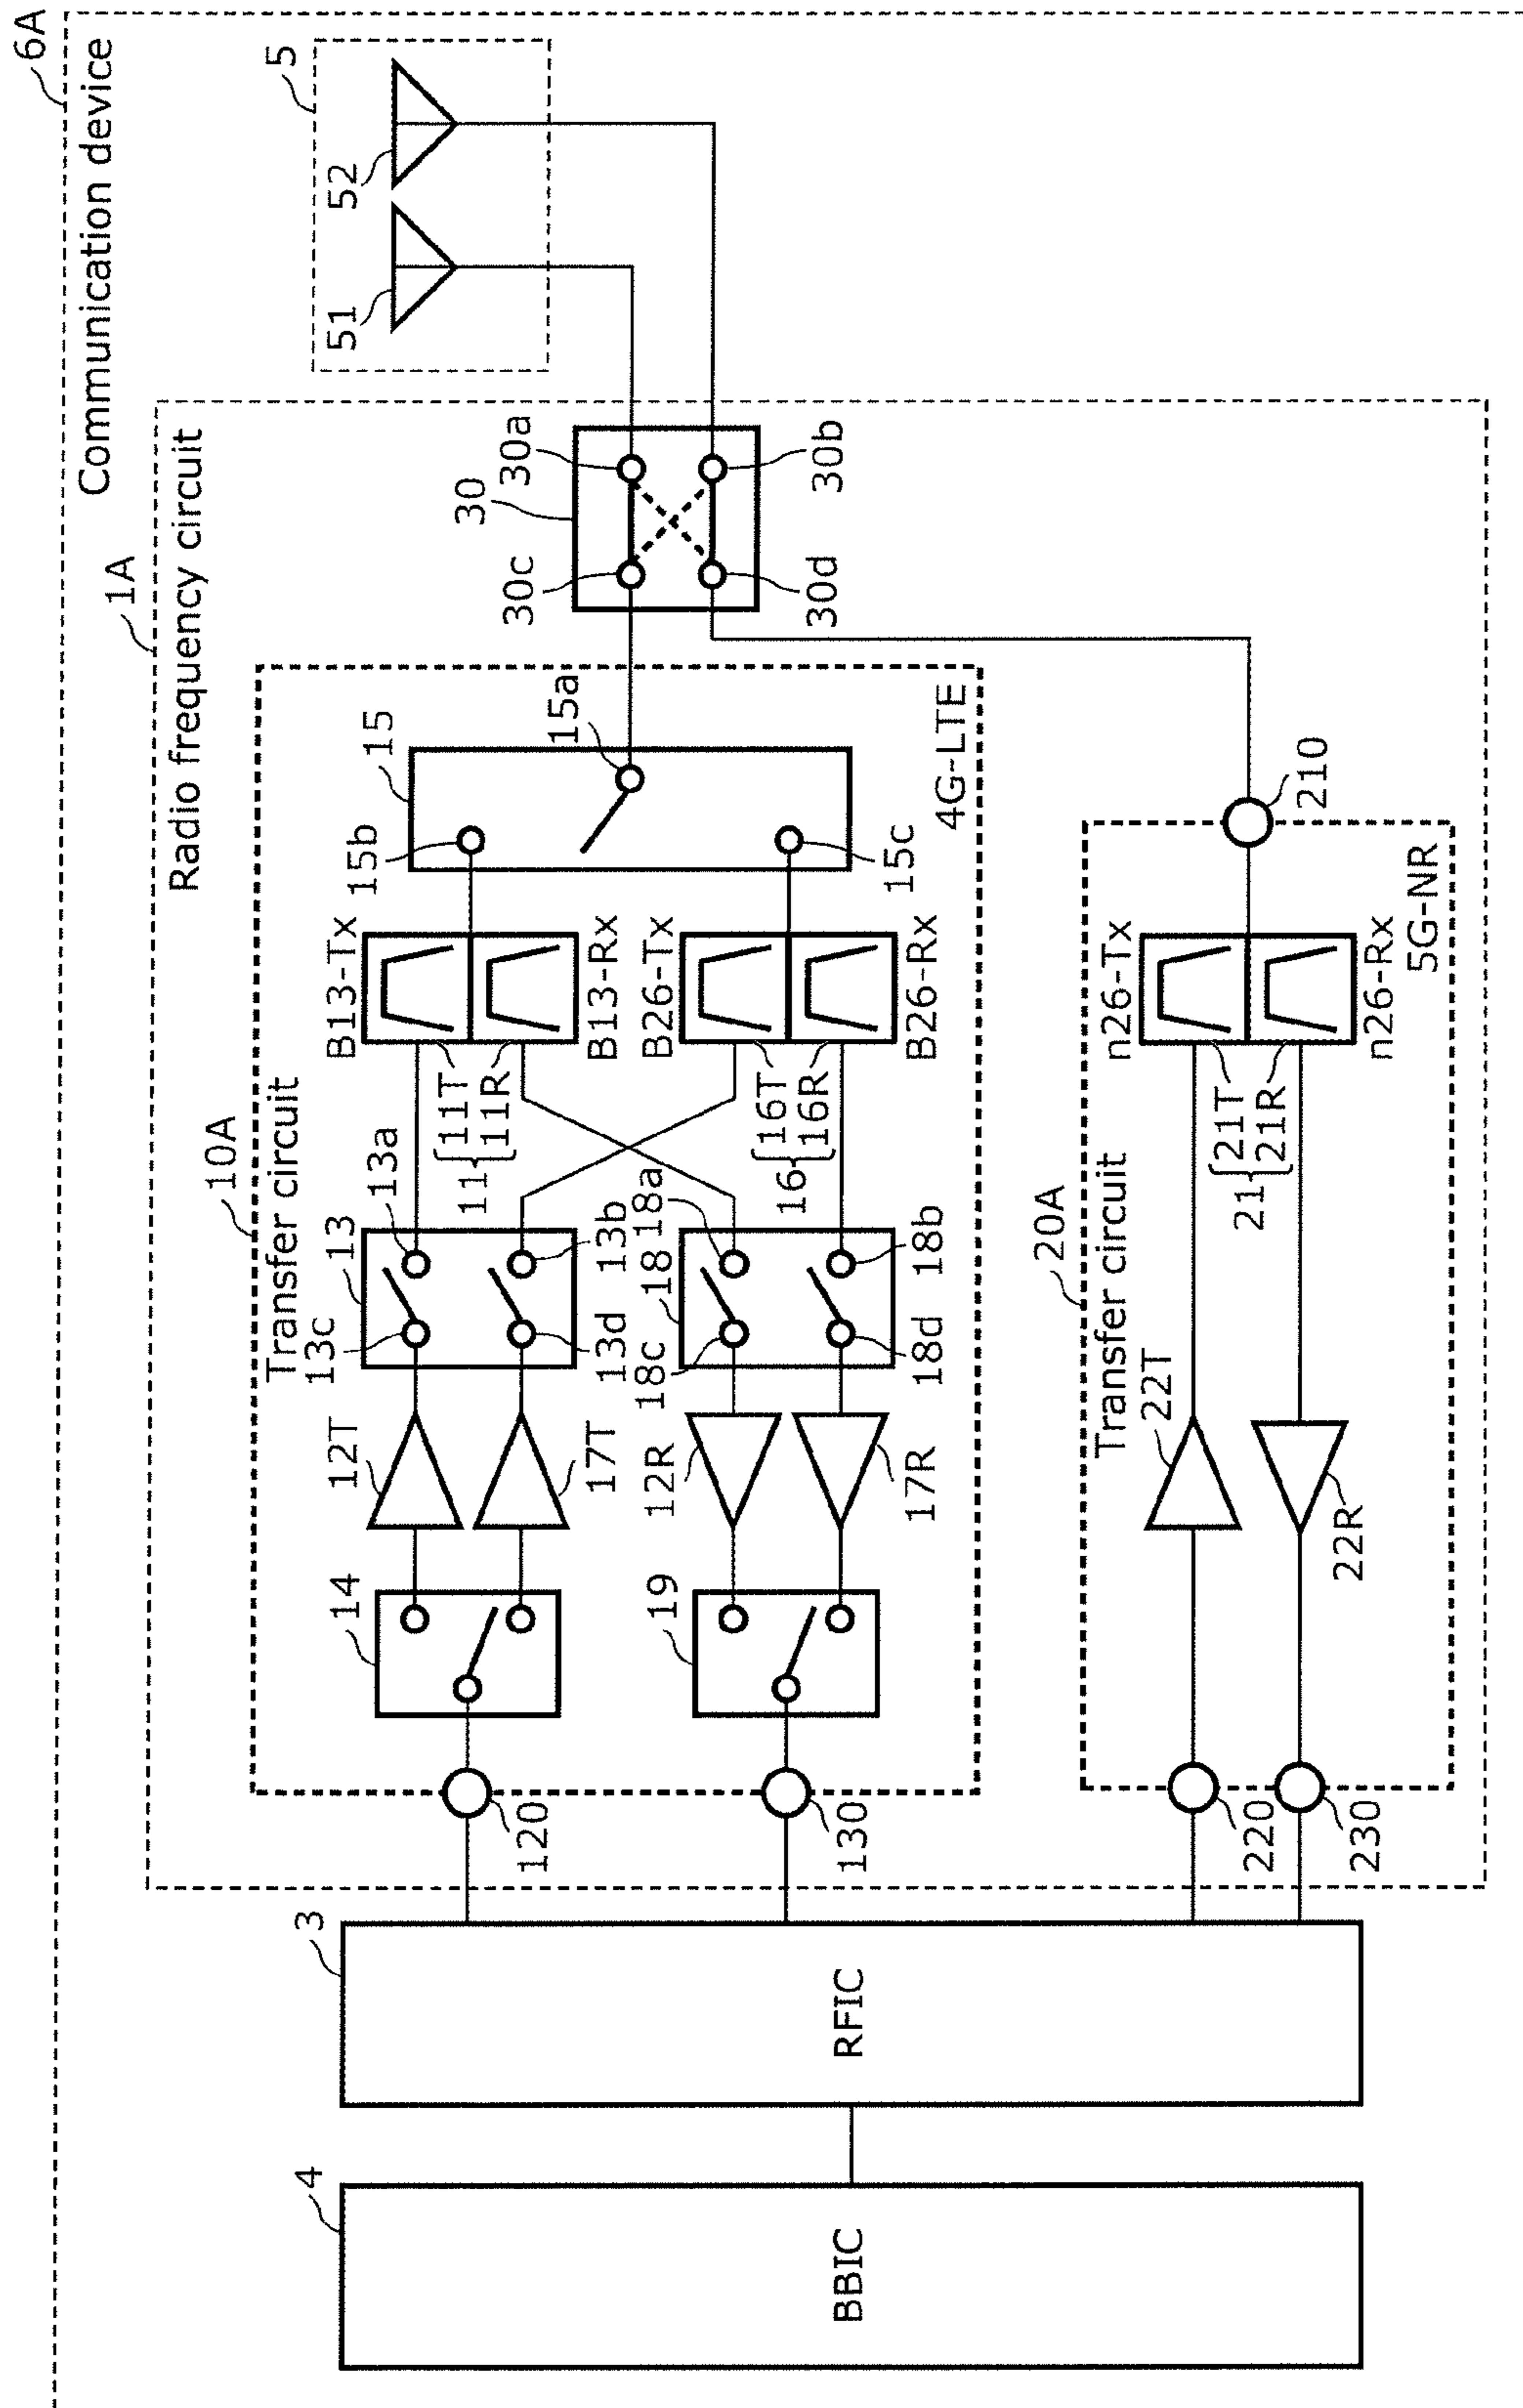 6A
Communication device
1A
Radio frequency circuit
5
51
52
10A
Transfer circuit
4
BBIC
3
RFIC
120
130
14
19
12T
17T
12R
17R
13
13a
13b
13c
13d
18
18a
18b
18c
18d
11
11T
11R
16
16T
16R
B13-Tx
B13-Rx
B26-Tx
B26-Rx
15
15a
15b
15c
4G-LTE
30
30a
30b
30c
30d
20A
Transfer circuit
220
230
22T
22R
21
21T
21R
n26-Tx
n26-Rx
5G-NR
210